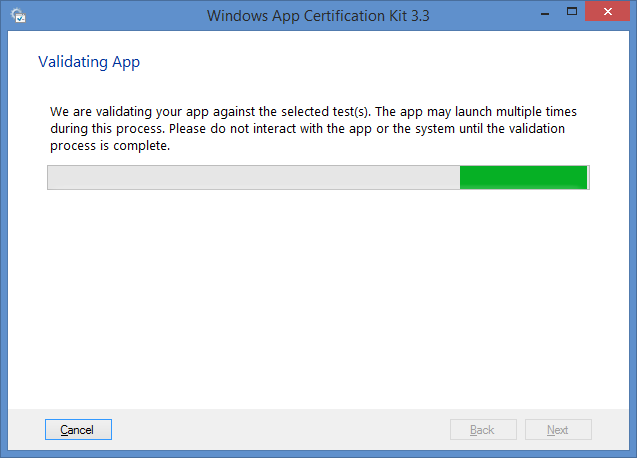 Windows App Certification Kit 3.3
Validating App
We are validating your app against the selected test(s). The app may launch multiple times
during this process. Please do not interact with the app or the system until the validation
process is complete.
Cancel
Back
Next